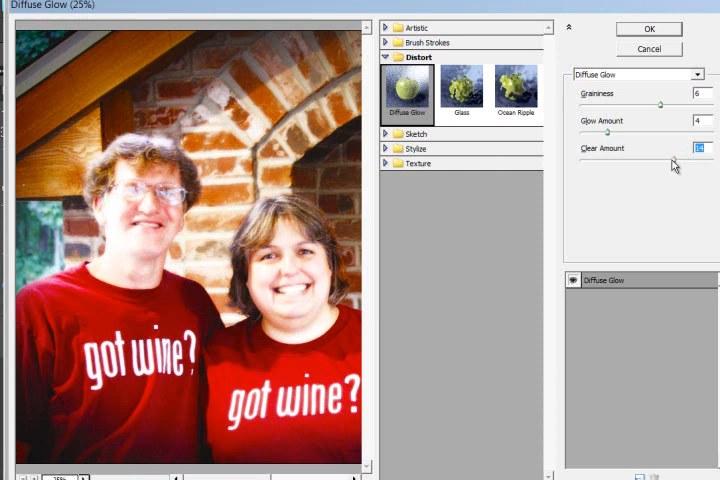 Diffuse Glow (25%)
Artistic
Brush Strokes
Distort
Diffuse Glow
Glass
Ocean Ripple
Sketch
Stylize
Texture
OK
Cancel
Diffuse Glow
Graininess 6
Glow Amount 4
Clear Amount 14
Diffuse Glow
got wine?
got wine?
25%